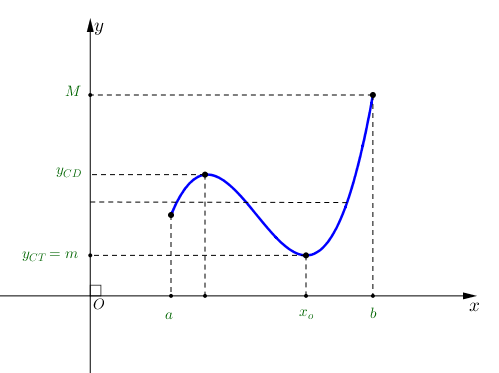 y
M
y_{CD}
y_{CT} = m
O
x
a
x_o
b